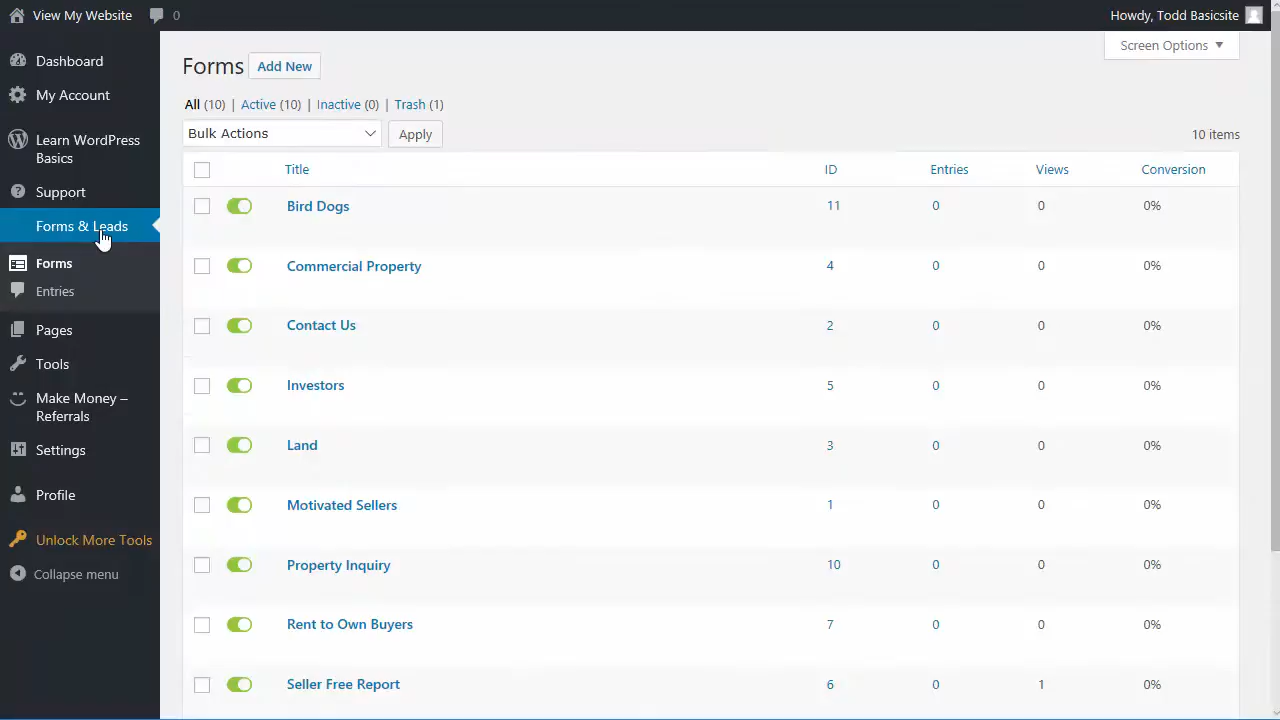 View My Website 0 Howdy, Todd Basicsite
Dashboard
My Account
Learn WordPress
Basics
Support
Forms & Leads
Forms
Entries
Pages
Tools
Make Money –
Referrals
Settings
Profile
Unlock More Tools
Collapse menu
Screen Options
Forms Add New
All (10) | Active (10) | Inactive (0) | Trash (1)
Bulk Actions Apply 10 items
Title ID Entries Views Conversion
Bird Dogs 11 0 0 0%
Commercial Property 4 0 0 0%
Contact Us 2 0 0 0%
Investors 5 0 0 0%
Land 3 0 0 0%
Motivated Sellers 1 0 0 0%
Property Inquiry 10 0 0 0%
Rent to Own Buyers 7 0 0 0%
Seller Free Report 6 0 1 0%